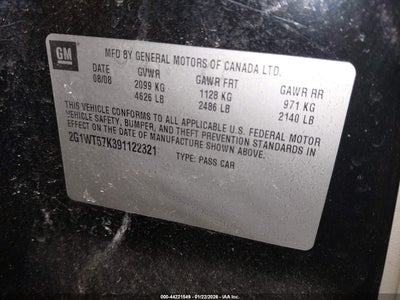 GM
MFD BY GENERAL MOTORS OF CANADA LTD.
DATE GVWR GAWR FRT GAWR RR
08/08 2099 KG 1128 KG 971 KG
4626 LB 2486 LB 2140 LB
THIS VEHICLE CONFORMS TO ALL APPLICABLE U.S. FEDERAL MOTOR
VEHICLE SAFETY, BUMPER, AND THEFT PREVENTION STANDARDS IN
EFFECT ON THE DATE OF MANUFACTURE SHOWN ABOVE.
2G1WT57K391122321 TYPE: PASS CAR
000-44221549 - 01/22/2026 - IAA Inc.